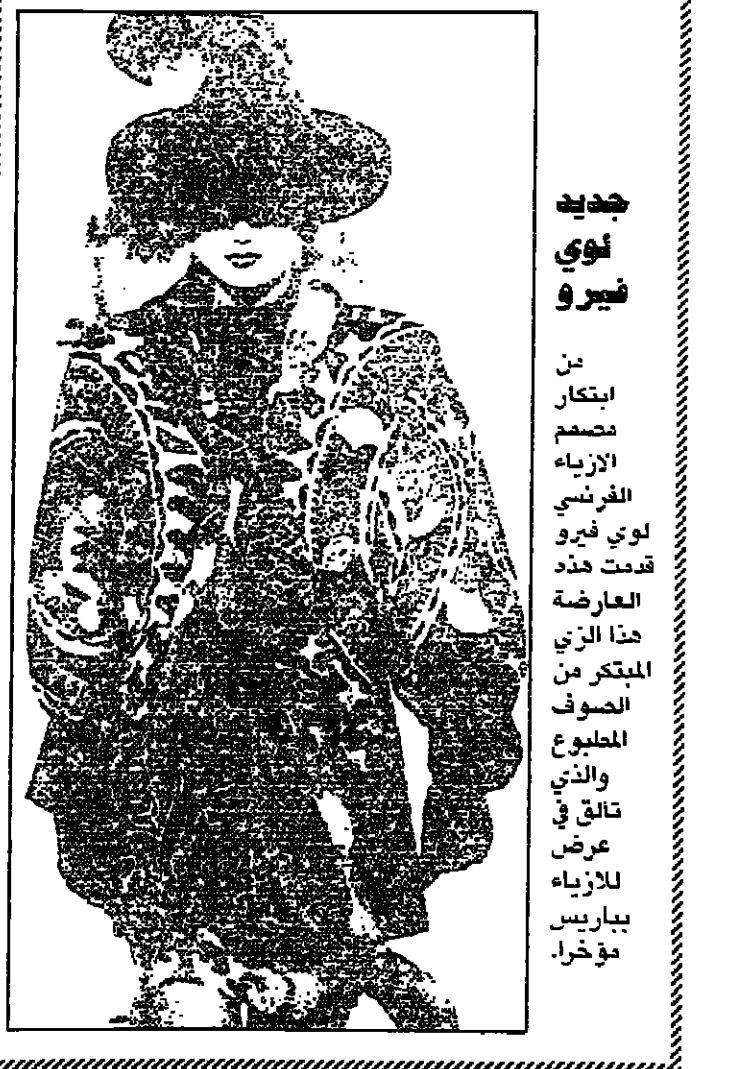 جديد
لوي
فيرو
من
ابتكار
مصمم
الازياء
الفرنسي
لوي فيرو
قدمت هذه
العارضة
هذا الزي
المبتكر من
الصوف
المطبوع
والذي
تالق في
عرض
للازياء
بباريس
مؤخرا.